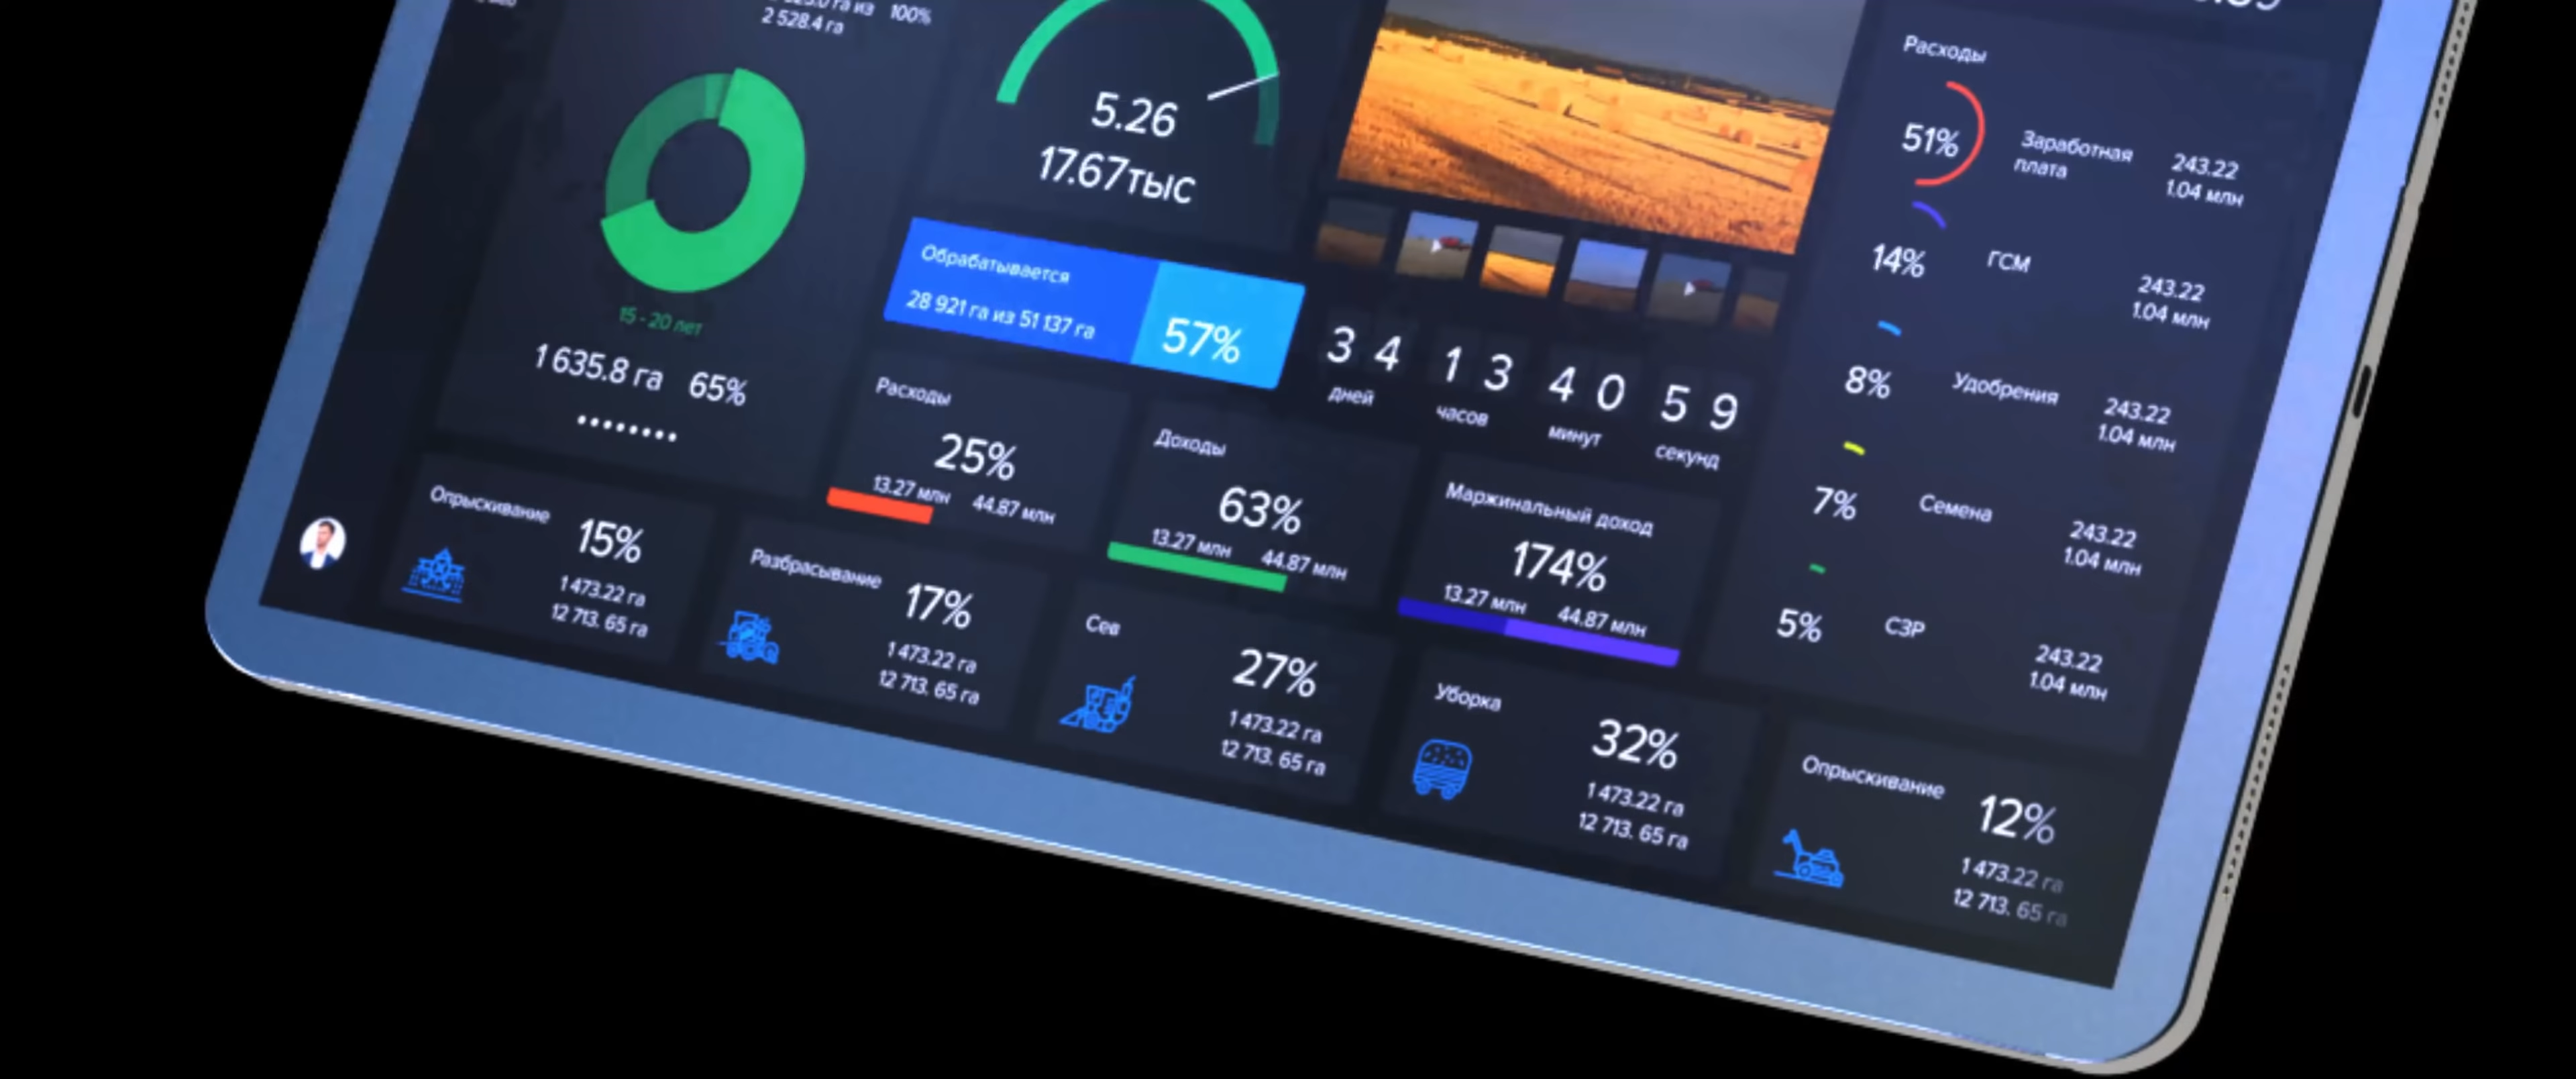 га из 100%
2 528.4 га
15 - 20 лет
1 635.8 га 65%
5.26
17.67тыс
Обрабатывается
28 921 га из 51 137 га
57%
3 4 1 3 4 0 5 9
дней часов минут секунд
Расходы
25%
13.27 млн 44.87 млн
Доходы
63%
13.27 млн 44.87 млн
Маржинальный доход
174%
13.27 млн 44.87 млн
Расходы
51%
Заработная
плата
243.22
1.04 млн
14%
ГСМ
243.22
1.04 млн
8%
Удобрения
243.22
1.04 млн
7%
Семена
243.22
1.04 млн
5%
СЗР
243.22
1.04 млн
Опрыскивание
15%
1 473.22 га
12 713. 65 га
Разбрасывание
17%
1 473.22 га
12 713. 65 га
Сев
27%
1 473.22 га
12 713. 65 га
Уборка
32%
1 473.22 га
12 713. 65 га
Опрыскивание
12%
1 473.22 га
12 713. 65 га